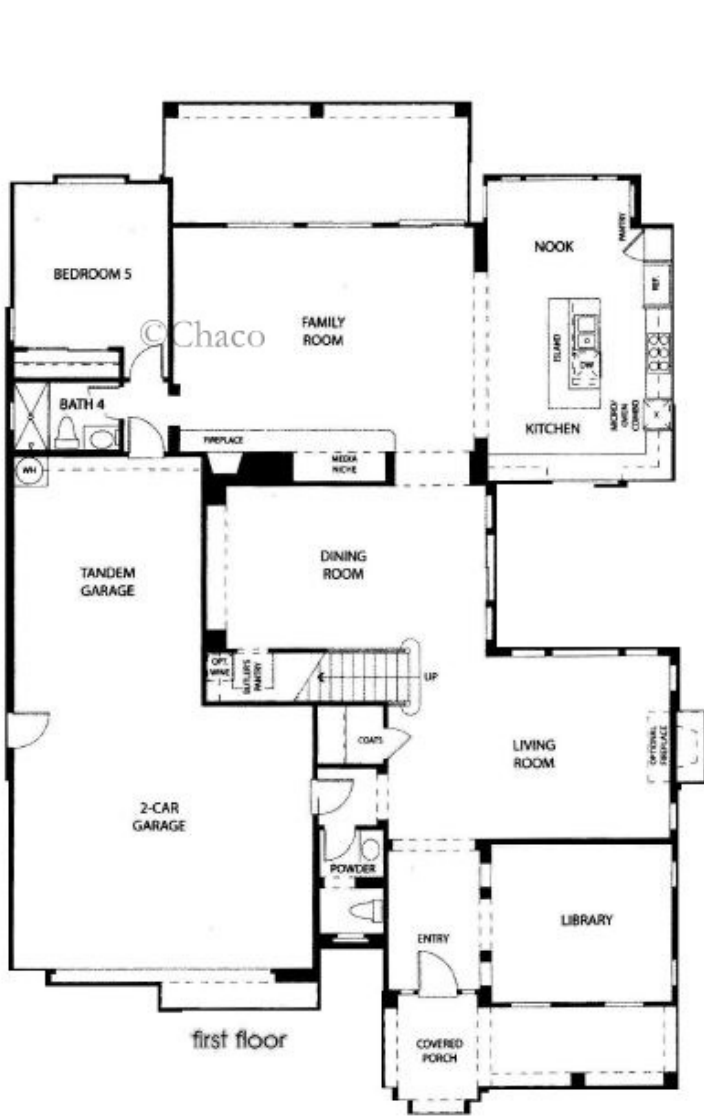 NOOK
PANTRY
BEDROOM 5
REF.
©Chaco
FAMILY
ROOM
ISLAND
DW
BATH 4
MICRO/
OVEN
COMBO
KITCHEN
FIREPLACE
MEDIA
NICHE
WH
DINING
ROOM
TANDEM
GARAGE
OPT.
WINE
BUTLER'S
PANTRY
UP
COATS
LIVING
ROOM
OPTIONAL
FIREPLACE
2-CAR
GARAGE
POWDER
LIBRARY
ENTRY
first floor
COVERED
PORCH